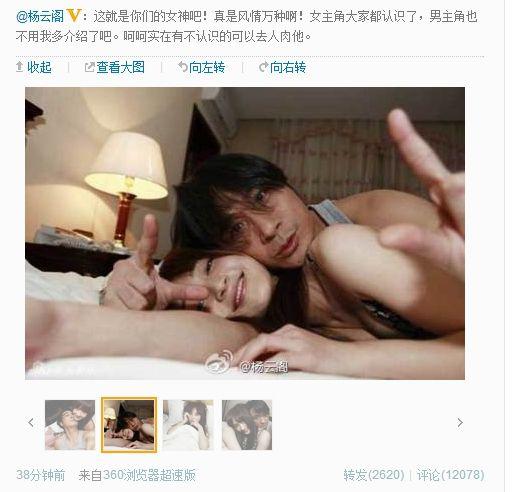 @杨云阁V：这就是你们的女神吧！真是风情万种啊！女主角大家都认识了，男主角也
不用我多介绍了吧。呵呵实在有不认识的可以去人肉他。
收起 | 查看大图 | 向左转 | 向右转
@杨云阁
38分钟前 来自360浏览器超速版 转发(2620) | 评论(12078)